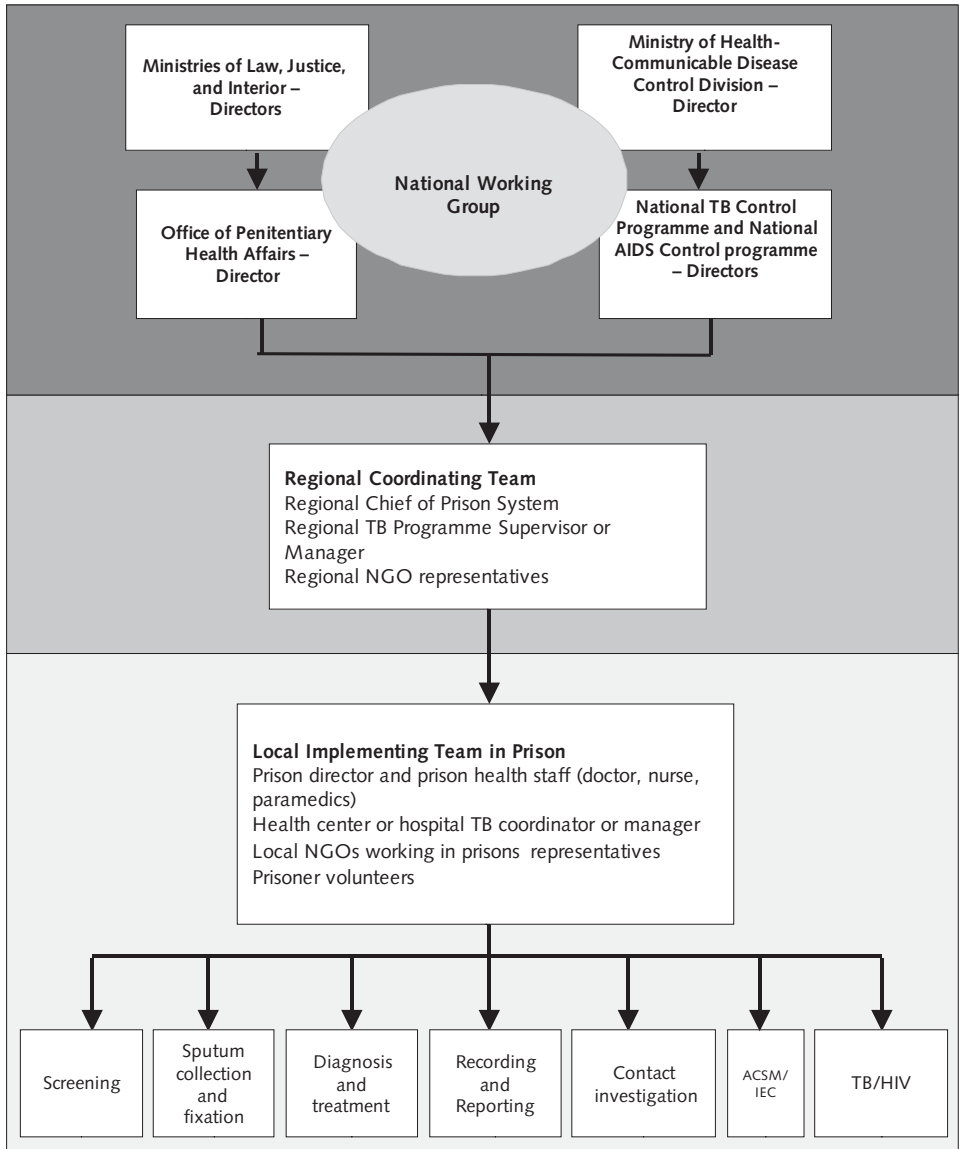 Ministries of Law, Justice,
and Interior –
Directors
Ministry of Health-
Communicable Disease
Control Division –
Director
National Working
Group
Office of Penitentiary
Health Affairs –
Director
National TB Control
Programme and National
AIDS Control programme
– Directors
Regional Coordinating Team
Regional Chief of Prison System
Regional TB Programme Supervisor or
Manager
Regional NGO representatives
Local Implementing Team in Prison
Prison director and prison health staff (doctor, nurse,
paramedics)
Health center or hospital TB coordinator or manager
Local NGOs working in prisons representatives
Prisoner volunteers
Screening
Sputum
collection
and
fixation
Diagnosis
and
treatment
Recording
and
Reporting
Contact
investigation
ACSM/
IEC
TB/HIV